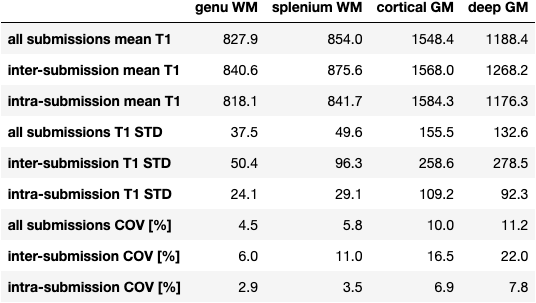 genu WM splenium WM cortical GM deep GM
all submissions mean T1 827.9 854.0 1548.4 1188.4
inter-submission mean T1 840.6 875.6 1568.0 1268.2
intra-submission mean T1 818.1 841.7 1584.3 1176.3
all submissions T1 STD 37.5 49.6 155.5 132.6
inter-submission T1 STD 50.4 96.3 258.6 278.5
intra-submission T1 STD 24.1 29.1 109.2 92.3
all submissions COV [%] 4.5 5.8 10.0 11.2
inter-submission COV [%] 6.0 11.0 16.5 22.0
intra-submission COV [%] 2.9 3.5 6.9 7.8